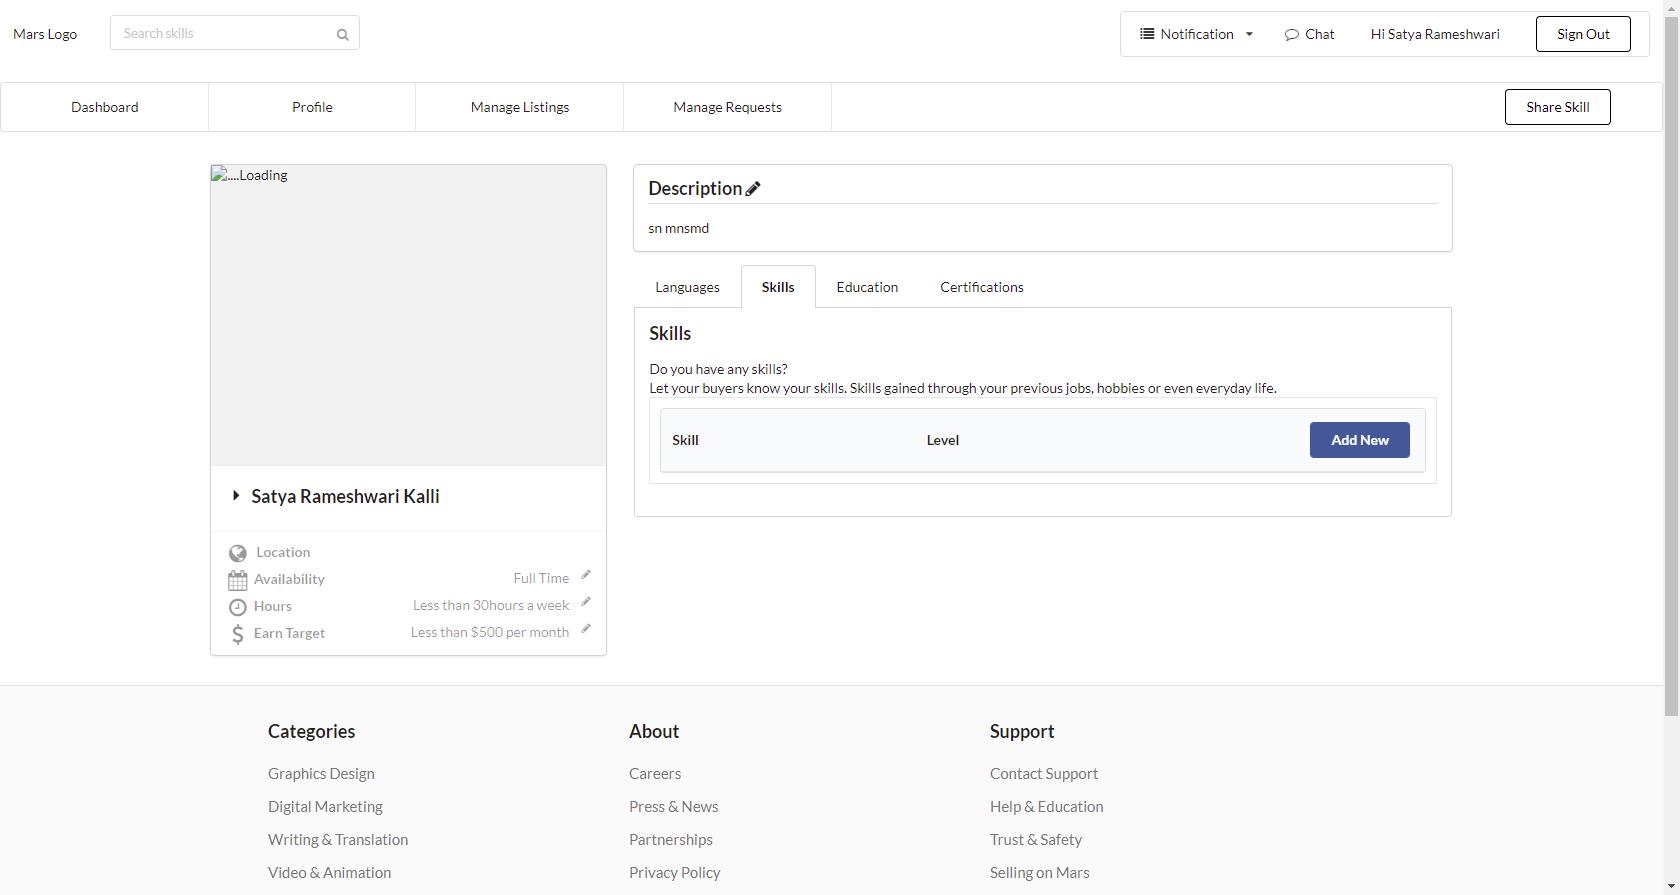 Mars Logo
Search skills
Notification
Chat
Hi Satya Rameshwari
Sign Out
Dashboard
Profile
Manage Listings
Manage Requests
Share Skill
....Loading
Satya Rameshwari Kalli
Location
Availability Full Time
Hours Less than 30hours a week
Earn Target Less than $500 per month
Description
sn mnsmd
Languages
Skills
Education
Certifications
Skills
Do you have any skills?
Let your buyers know your skills. Skills gained through your previous jobs, hobbies or even everyday life.
Skill Level Add New
Categories
Graphics Design
Digital Marketing
Writing & Translation
Video & Animation
About
Careers
Press & News
Partnerships
Privacy Policy
Support
Contact Support
Help & Education
Trust & Safety
Selling on Mars